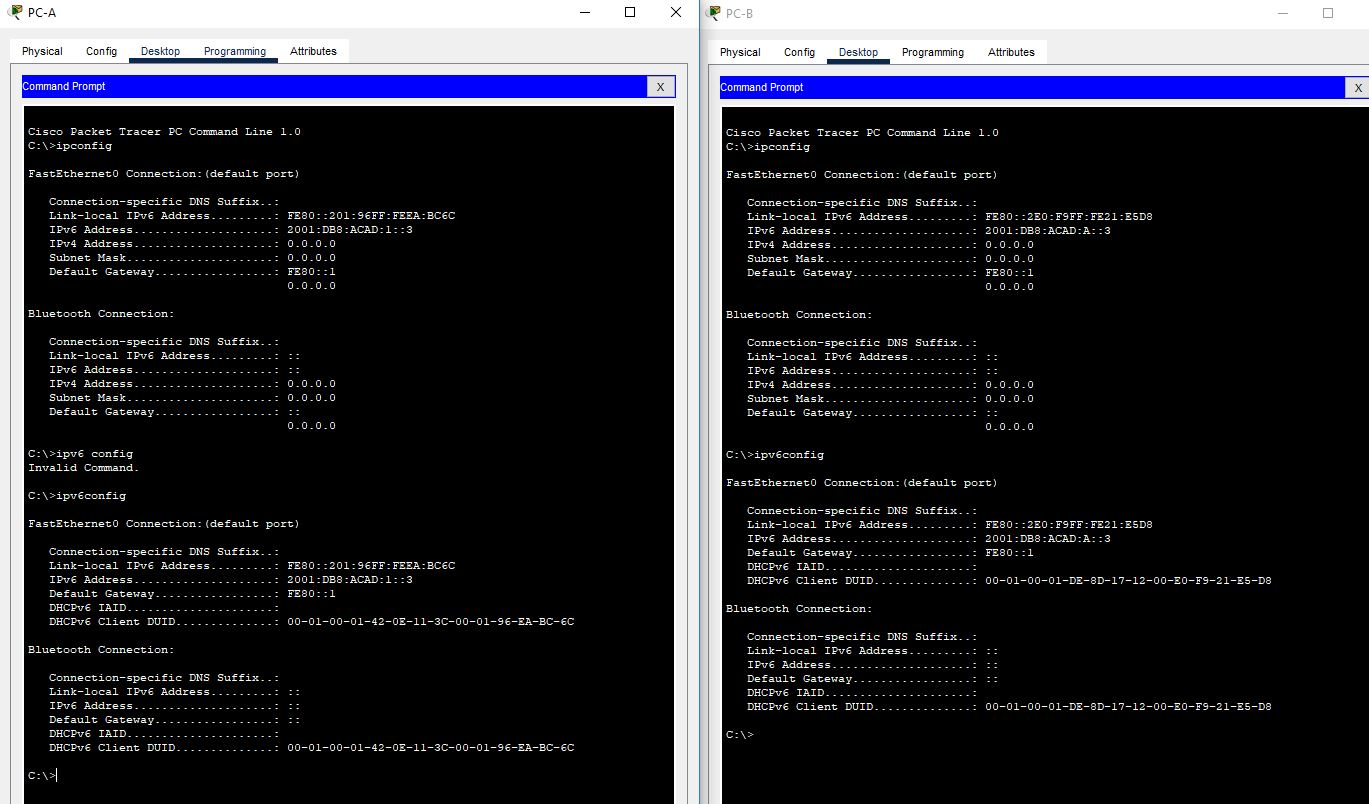 PC-A
Physical Config Desktop Programming Attributes
Command Prompt X
Cisco Packet Tracer PC Command Line 1.0
C:\>ipconfig
FastEthernet0 Connection:(default port)
Connection-specific DNS Suffix..:
Link-local IPv6 Address.........: FE80::201:96FF:FEEA:BC6C
IPv6 Address....................: 2001:DB8:ACAD:1::3
IPv4 Address....................: 0.0.0.0
Subnet Mask.....................: 0.0.0.0
Default Gateway.................: FE80::1
0.0.0.0
Bluetooth Connection:
Connection-specific DNS Suffix..:
Link-local IPv6 Address.........: ::
IPv6 Address....................: ::
IPv4 Address....................: 0.0.0.0
Subnet Mask.....................: 0.0.0.0
Default Gateway.................: ::
0.0.0.0
C:\>ipv6 config
Invalid Command.
C:\>ipv6config
FastEthernet0 Connection:(default port)
Connection-specific DNS Suffix..:
Link-local IPv6 Address.........: FE80::201:96FF:FEEA:BC6C
IPv6 Address....................: 2001:DB8:ACAD:1::3
Default Gateway.................: FE80::1
DHCPv6 IAID.....................:
DHCPv6 Client DUID..............: 00-01-00-01-42-0E-11-3C-00-01-96-EA-BC-6C
Bluetooth Connection:
Connection-specific DNS Suffix..:
Link-local IPv6 Address.........: ::
IPv6 Address....................: ::
Default Gateway.................: ::
DHCPv6 IAID.....................:
DHCPv6 Client DUID..............: 00-01-00-01-42-0E-11-3C-00-01-96-EA-BC-6C
C:\>
PC-B
Physical Config Desktop Programming Attributes
Command Prompt X
Cisco Packet Tracer PC Command Line 1.0
C:\>ipconfig
FastEthernet0 Connection:(default port)
Connection-specific DNS Suffix..:
Link-local IPv6 Address.........: FE80::2E0:F9FF:FE21:E5D8
IPv6 Address....................: 2001:DB8:ACAD:A::3
IPv4 Address....................: 0.0.0.0
Subnet Mask.....................: 0.0.0.0
Default Gateway.................: FE80::1
0.0.0.0
Bluetooth Connection:
Connection-specific DNS Suffix..:
Link-local IPv6 Address.........: ::
IPv6 Address....................: ::
IPv4 Address....................: 0.0.0.0
Subnet Mask.....................: 0.0.0.0
Default Gateway.................: ::
0.0.0.0
C:\>ipv6config
FastEthernet0 Connection:(default port)
Connection-specific DNS Suffix..:
Link-local IPv6 Address.........: FE80::2E0:F9FF:FE21:E5D8
IPv6 Address....................: 2001:DB8:ACAD:A::3
Default Gateway.................: FE80::1
DHCPv6 IAID.....................:
DHCPv6 Client DUID..............: 00-01-00-01-DE-8D-17-12-00-E0-F9-21-E5-D8
Bluetooth Connection:
Connection-specific DNS Suffix..:
Link-local IPv6 Address.........: ::
IPv6 Address....................: ::
Default Gateway.................: ::
DHCPv6 IAID.....................:
DHCPv6 Client DUID..............: 00-01-00-01-DE-8D-17-12-00-E0-F9-21-E5-D8
C:\>